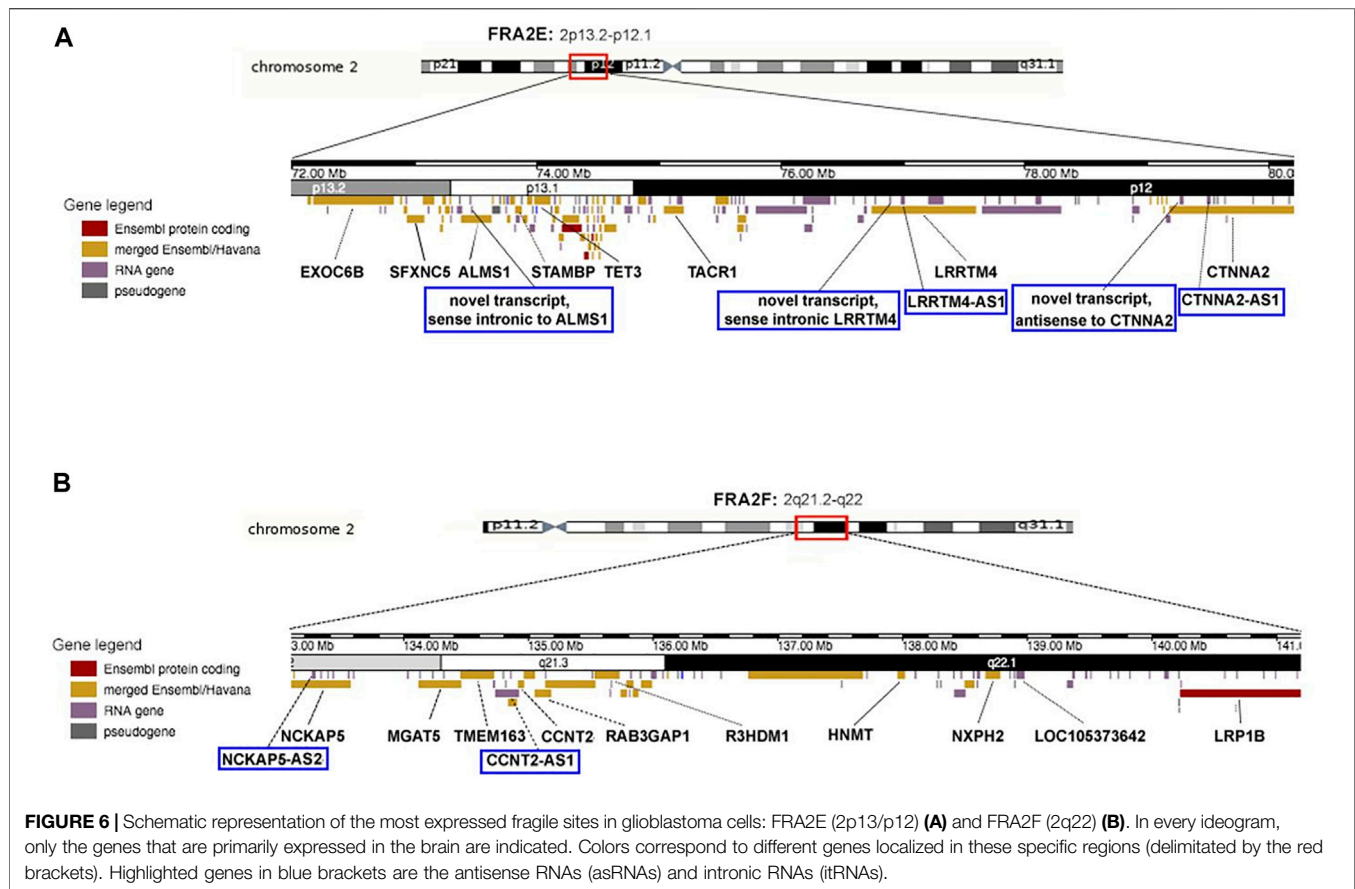 A
FRA2E: 2p13.2-p12.1
chromosome 2
p21
p12
p11.2
q31.1
72.00 Mb
74.00 Mb
76.00 Mb
78.00 Mb
80.0
p13.2
p13.1
p12
Gene legend
Ensembl protein coding
merged Ensembl/Havana
RNA gene
pseudogene
EXOC6B
SFXNC5
ALMS1
STAMBP
TET3
TACR1
LRRTM4
CTNNA2
novel transcript,
sense intronic to ALMS1
novel transcript,
sense intronic LRRTM4
LRRTM4-AS1
novel transcript,
antisense to CTNNA2
CTNNA2-AS1
B
FRA2F: 2q21.2-q22
chromosome 2
p11.2
q31.1
3.00 Mb
134.00 Mb
135.00 Mb
136.00 Mb
137.00 Mb
138.00 Mb
139.00 Mb
140.00 Mb
141.
q21.3
q22.1
Gene legend
Ensembl protein coding
merged Ensembl/Havana
RNA gene
pseudogene
NCKAP5
MGAT5
TMEM163
CCNT2
RAB3GAP1
R3HDM1
HNMT
NXPH2
LOC105373642
LRP1B
NCKAP5-AS2
CCNT2-AS1
FIGURE 6 | Schematic representation of the most expressed fragile sites in glioblastoma cells: FRA2E (2p13/p12) (A) and FRA2F (2q22) (B). In every ideogram,
only the genes that are primarily expressed in the brain are indicated. Colors correspond to different genes localized in these specific regions (delimitated by the red
brackets). Highlighted genes in blue brackets are the antisense RNAs (asRNAs) and intronic RNAs (itRNAs).